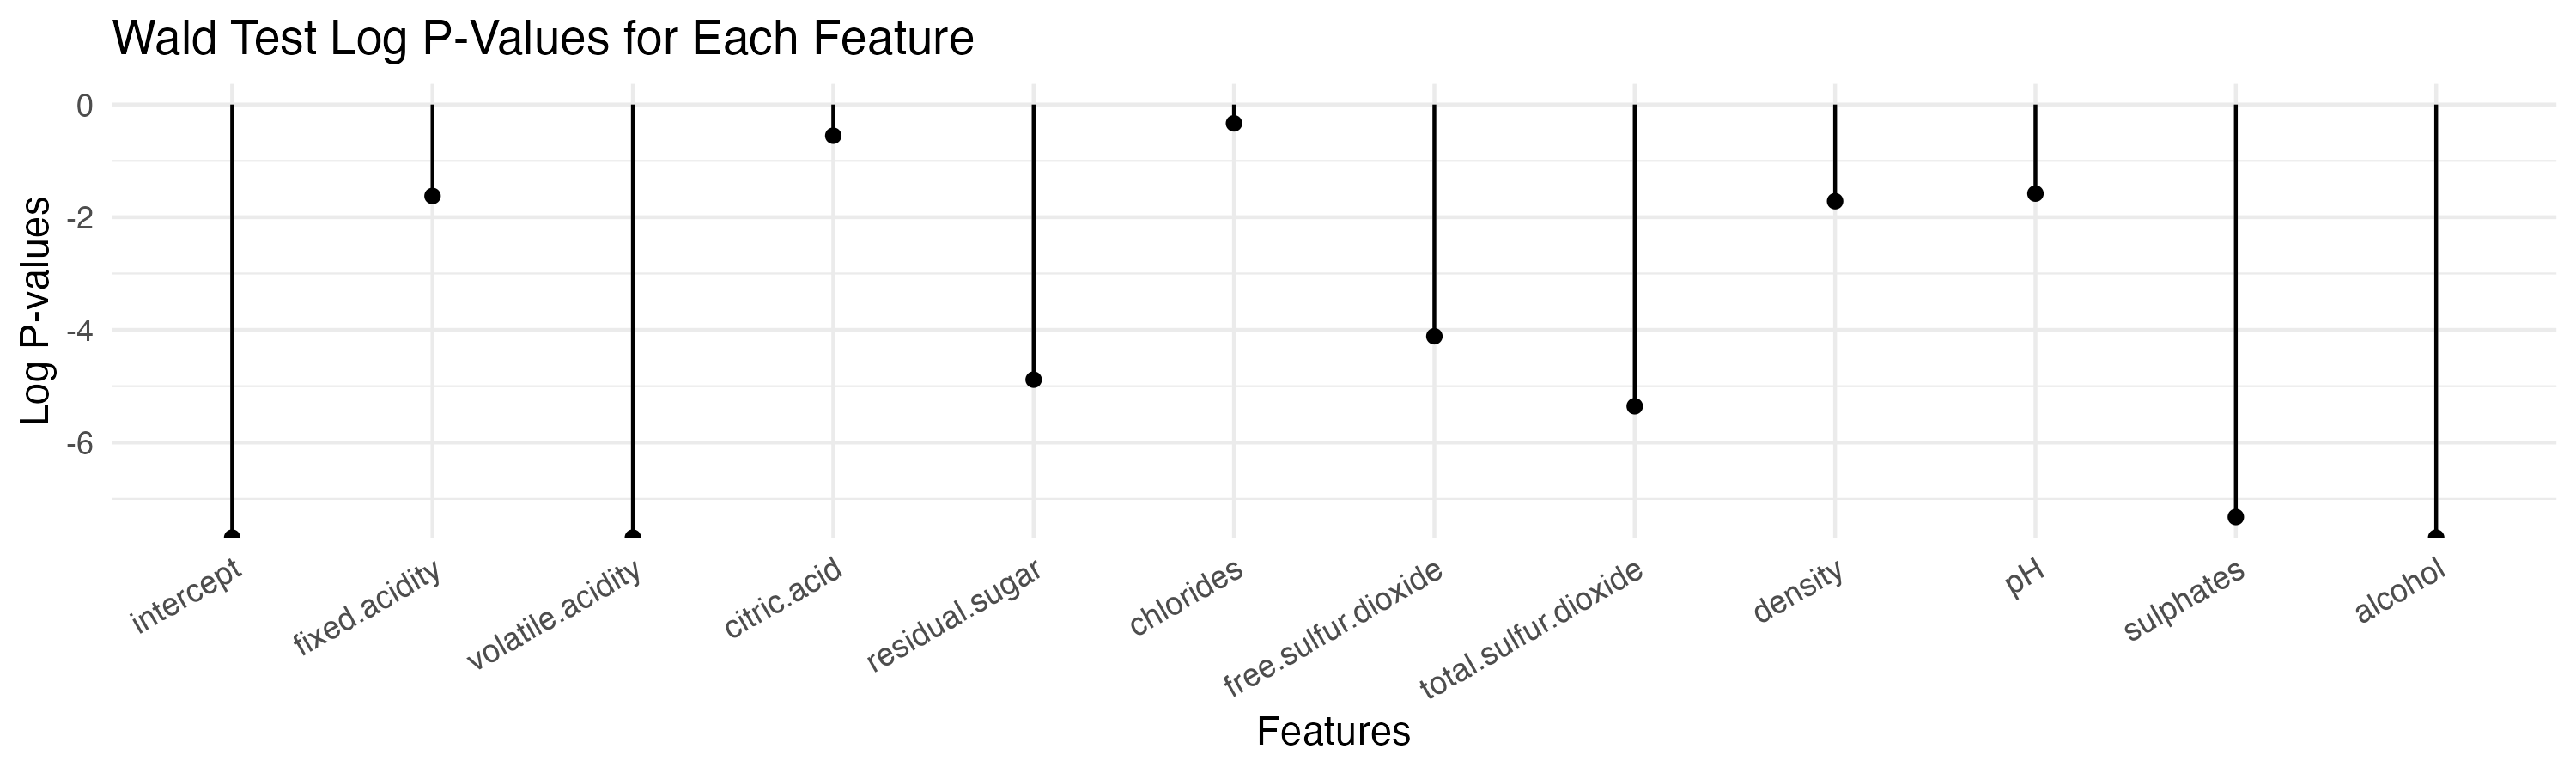 Wald Test Log P-Values for Each Feature
0
-2
-4
-6
Log P-values
intercept
fixed.acidity
volatile.acidity
citric.acid
residual.sugar
chlorides
free.sulfur.dioxide
total.sulfur.dioxide
density
pH
sulphates
alcohol
Features